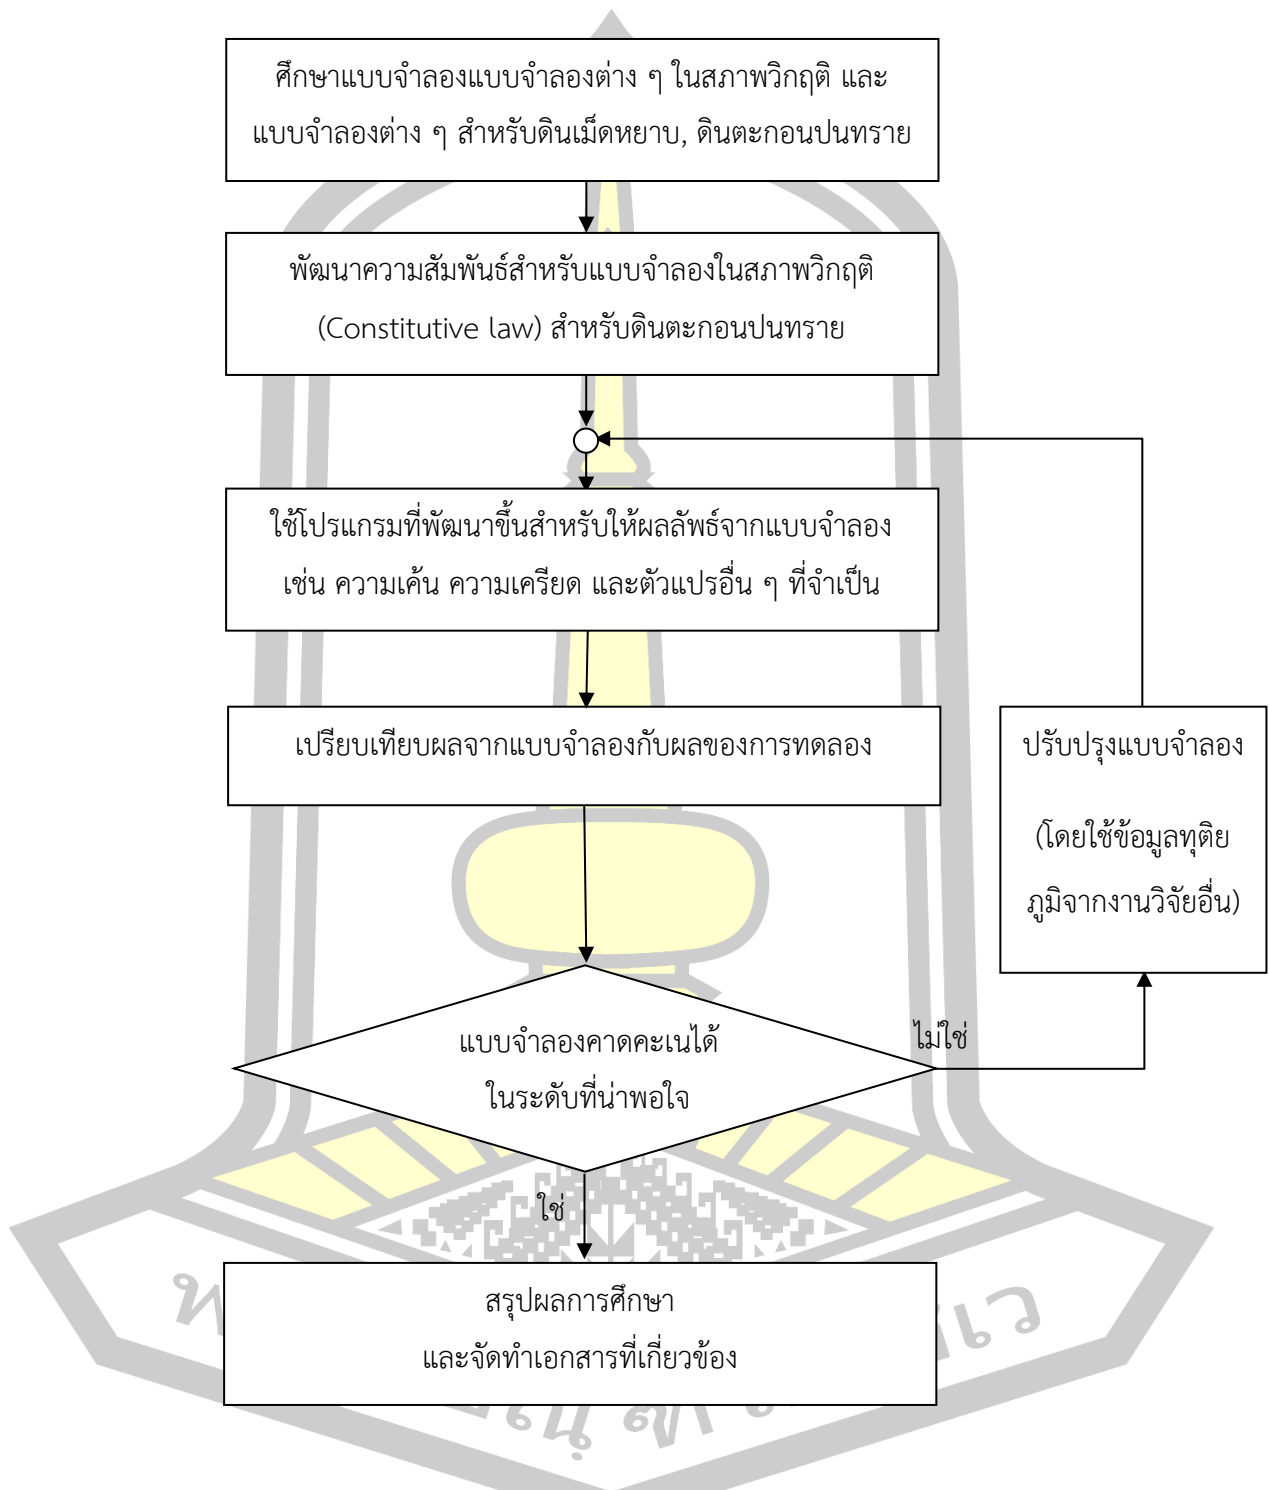 ศึกษาแบบจำลองแบบจำลองต่าง ๆ ในสภาพวิกฤติ และ
แบบจำลองต่าง ๆ สำหรับดินเม็ดหยาบ, ดินตะกอนปนทราย
พัฒนาความสัมพันธ์สำหรับแบบจำลองในสภาพวิกฤติ
(Constitutive law) สำหรับดินตะกอนปนทราย
ใช้โปรแกรมที่พัฒนาขึ้นสำหรับให้ผลลัพธ์จากแบบจำลอง
เช่น ความเค้น ความเครียด และตัวแปรอื่น ๆ ที่จำเป็น
เปรียบเทียบผลจากแบบจำลองกับผลของการทดลอง
ปรับปรุงแบบจำลอง
(โดยใช้ข้อมูลทุติย
ภูมิจากงานวิจัยอื่น)
แบบจำลองคาดคะเนได้
ในระดับที่น่าพอใจ
ไม่ใช่
ใช่
สรุปผลการศึกษา
และจัดทำเอกสารที่เกี่ยวข้อง